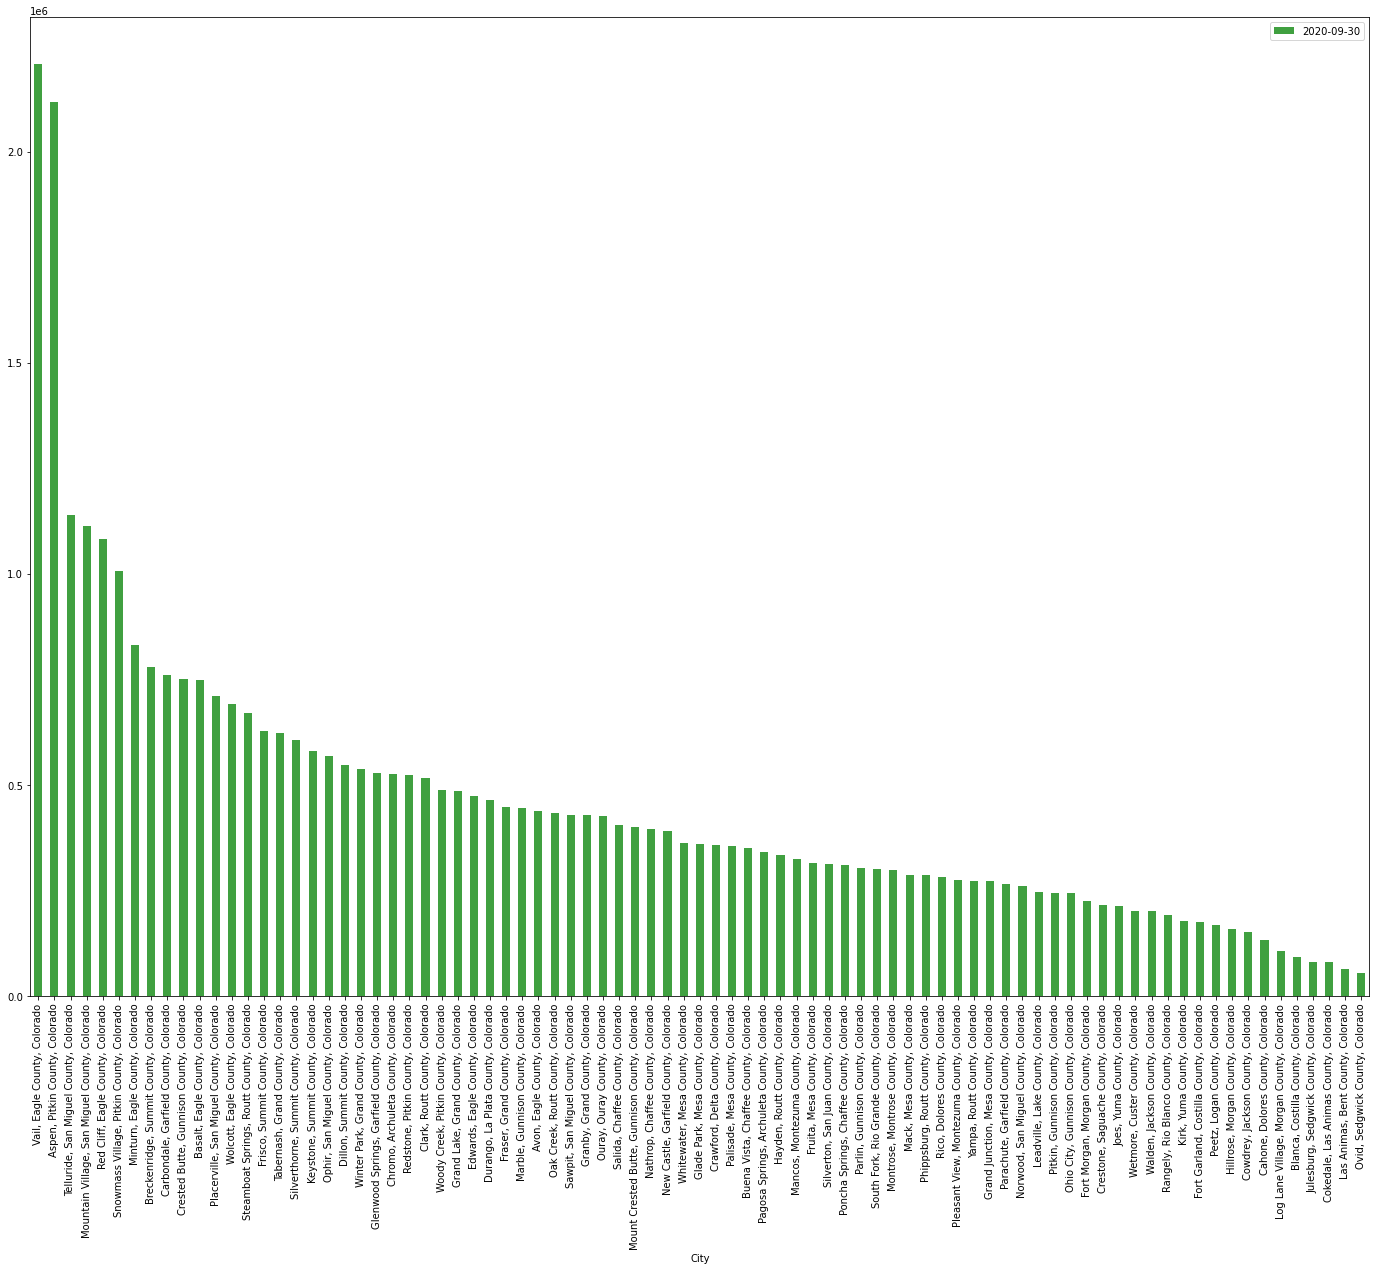 1e6
2020-09-30
2.0
1.5
1.0
0.5
0.0
Vail, Eagle County, Colorado
Aspen, Pitkin County, Colorado
Telluride, San Miguel County, Colorado
Mountain Village, San Miguel County, Colorado
Red Cliff, Eagle County, Colorado
Snowmass Village, Pitkin County, Colorado
Minturn, Eagle County, Colorado
Breckenridge, Summit County, Colorado
Carbondale, Garfield County, Colorado
Crested Butte, Gunnison County, Colorado
Basalt, Eagle County, Colorado
Placerville, San Miguel County, Colorado
Wolcott, Eagle County, Colorado
Steamboat Springs, Routt County, Colorado
Frisco, Summit County, Colorado
Tabernash, Grand County, Colorado
Silverthorne, Summit County, Colorado
Keystone, Summit County, Colorado
Ophir, San Miguel County, Colorado
Dillon, Summit County, Colorado
Winter Park, Grand County, Colorado
Glenwood Springs, Garfield County, Colorado
Chromo, Archuleta County, Colorado
Redstone, Pitkin County, Colorado
Clark, Routt County, Colorado
Woody Creek, Pitkin County, Colorado
Grand Lake, Grand County, Colorado
Edwards, Eagle County, Colorado
Durango, La Plata County, Colorado
Fraser, Grand County, Colorado
Marble, Gunnison County, Colorado
Avon, Eagle County, Colorado
Oak Creek, Routt County, Colorado
Sawpit, San Miguel County, Colorado
Granby, Grand County, Colorado
Ouray, Ouray County, Colorado
Salida, Chaffee County, Colorado
Mount Crested Butte, Gunnison County, Colorado
Nathrop, Chaffee County, Colorado
New Castle, Garfield County, Colorado
Whitewater, Mesa County, Colorado
Glade Park, Mesa County, Colorado
Crawford, Delta County, Colorado
Palisade, Mesa County, Colorado
Buena Vista, Chaffee County, Colorado
Pagosa Springs, Archuleta County, Colorado
Hayden, Routt County, Colorado
Mancos, Montezuma County, Colorado
Fruita, Mesa County, Colorado
Silverton, San Juan County, Colorado
Poncha Springs, Chaffee County, Colorado
Parlin, Gunnison County, Colorado
South Fork, Rio Grande County, Colorado
Montrose, Montrose County, Colorado
Mack, Mesa County, Colorado
Phippsburg, Routt County, Colorado
Rico, Dolores County, Colorado
Pleasant View, Montezuma County, Colorado
Yampa, Routt County, Colorado
Grand Junction, Mesa County, Colorado
Parachute, Garfield County, Colorado
Norwood, San Miguel County, Colorado
Leadville, Lake County, Colorado
Pitkin, Gunnison County, Colorado
Ohio City, Gunnison County, Colorado
Fort Morgan, Morgan County, Colorado
Crestone, Saguache County, Colorado
Joes, Yuma County, Colorado
Wetmore, Custer County, Colorado
Walden, Jackson County, Colorado
Rangely, Rio Blanco County, Colorado
Kirk, Yuma County, Colorado
Fort Garland, Costilla County, Colorado
Peetz, Logan County, Colorado
Hillrose, Morgan County, Colorado
Cowdrey, Jackson County, Colorado
Cahone, Dolores County, Colorado
Log Lane Village, Morgan County, Colorado
Blanca, Costilla County, Colorado
Julesburg, Sedgwick County, Colorado
Cokedale, Las Animas County, Colorado
Las Animas, Bent County, Colorado
Ovid, Sedgwick County, Colorado
City